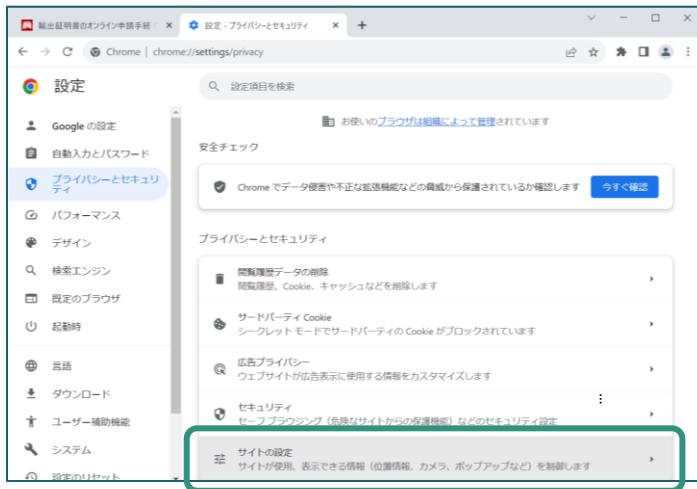 輸出証明書のオンライン申請手続
設定 - プライバシーとセキュリティ
Chrome | chrome://settings/privacy
設定
設定項目を検索
お使いのブラウザは組織によって管理されています
Google の設定
自動入力とパスワード
プライバシーとセキュリ
ティ
パフォーマンス
デザイン
検索エンジン
既定のブラウザ
起動時
言語
ダウンロード
ユーザー補助機能
システム
設定のリセット
安全チェック
Chrome でデータ侵害や不正な拡張機能などの脅威から保護されているか確認します
今すぐ確認
プライバシーとセキュリティ
閲覧履歴データの削除
閲覧履歴、Cookie、キャッシュなどを削除します
サードパーティ Cookie
シークレット モードでサードパーティの Cookie がブロックされています
広告プライバシー
ウェブサイトが広告表示に使用する情報をカスタマイズします
セキュリティ
セーフ ブラウジング（危険なサイトからの保護機能）などのセキュリティ設定
サイトの設定
サイトが使用、表示できる情報（位置情報、カメラ、ポップアップなど）を制御します